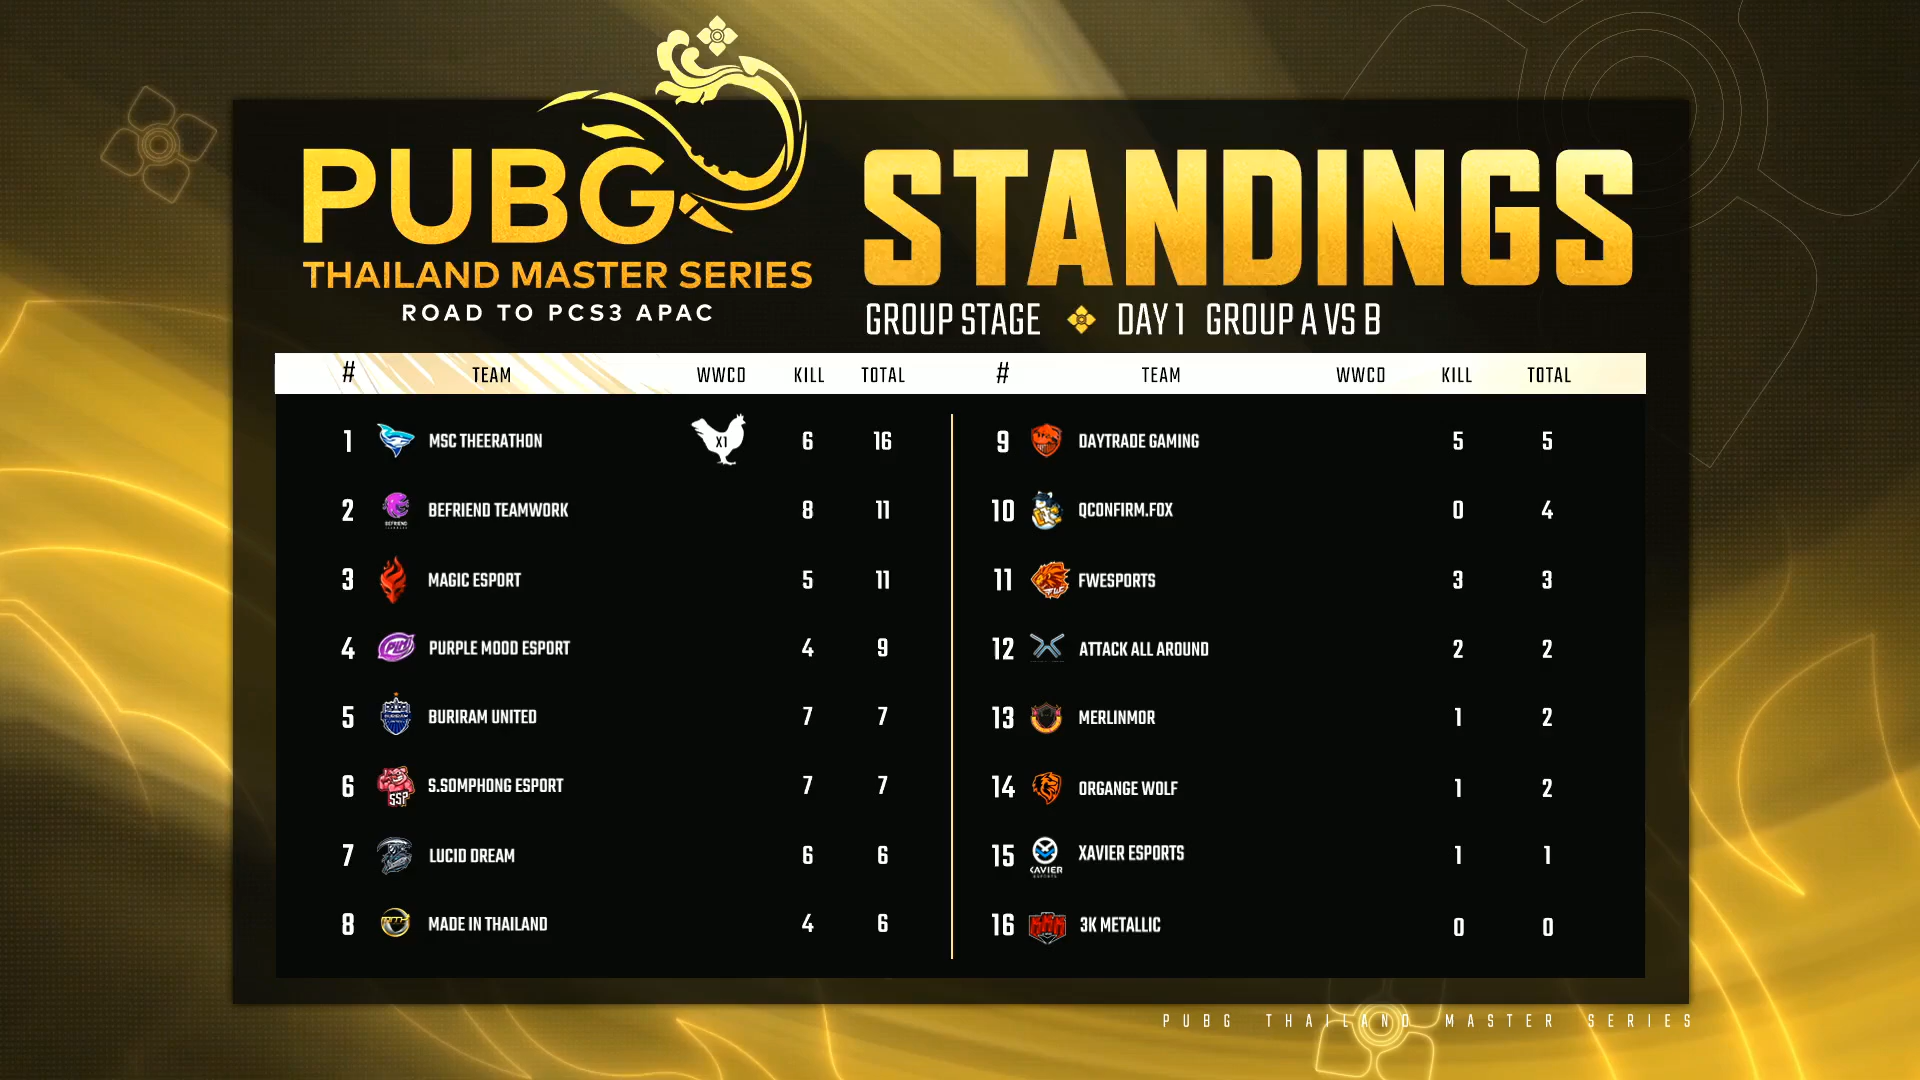 PUBG
THAILAND MASTER SERIES
ROAD TO PCS3 APAC
STANDINGS
GROUP STAGE DAY 1 GROUP A VS B
# TEAM WWCD KILL TOTAL
1 MSC THEERATHON X1 6 16
2 BEFRIEND TEAMWORK 8 11
3 MAGIC ESPORT 5 11
4 PURPLE MOOD ESPORT 4 9
5 BURIRAM UNITED 7 7
6 S.SOMPHONG ESPORT 7 7
7 LUCID DREAM 6 6
8 MADE IN THAILAND 4 6
# TEAM WWCD KILL TOTAL
9 DAYTRADE GAMING 5 5
10 QCONFIRM.FOX 0 4
11 FWESPORTS 3 3
12 ATTACK ALL AROUND 2 2
13 MERLINMOR 1 2
14 ORGANGE WOLF 1 2
15 XAVIER ESPORTS 1 1
16 3K METALLIC 0 0
PUBG THAILAND MASTER SERIES